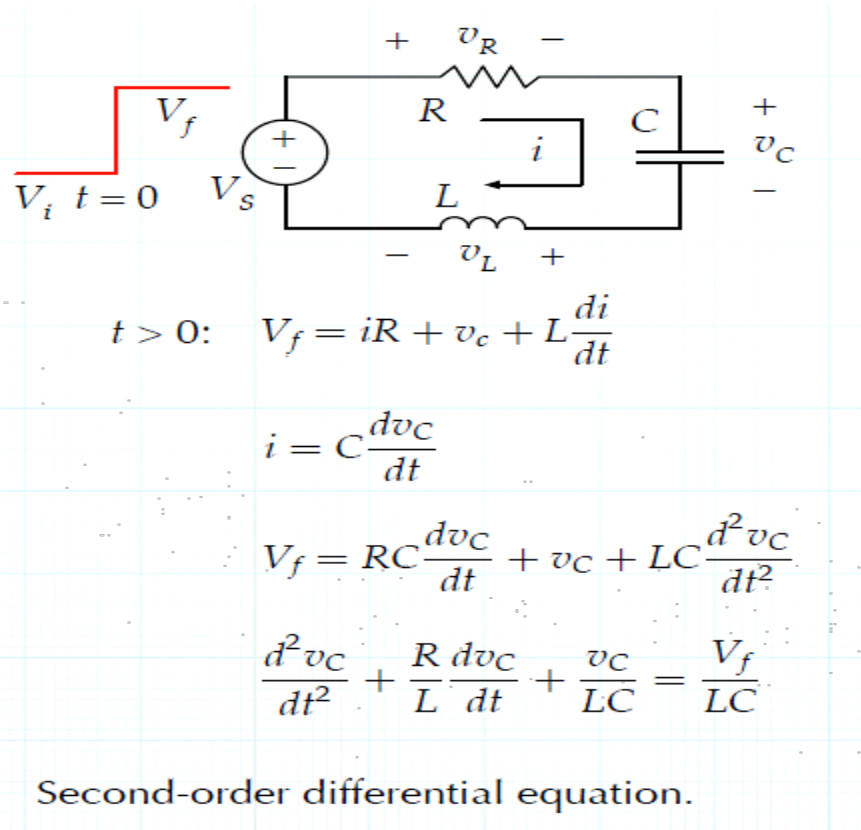 + v_R −
V_f
R
C
+
+
−
i
v_C
V_i t = 0
V_s
L
−
− v_L +
t > 0: V_f = iR + v_c + L di/dt
i = C dv_C/dt
V_f = RC dv_C/dt + v_C + LC d²v_C/dt²
d²v_C/dt² + R/L dv_C/dt + v_C/LC = V_f/LC
Second-order differential equation.